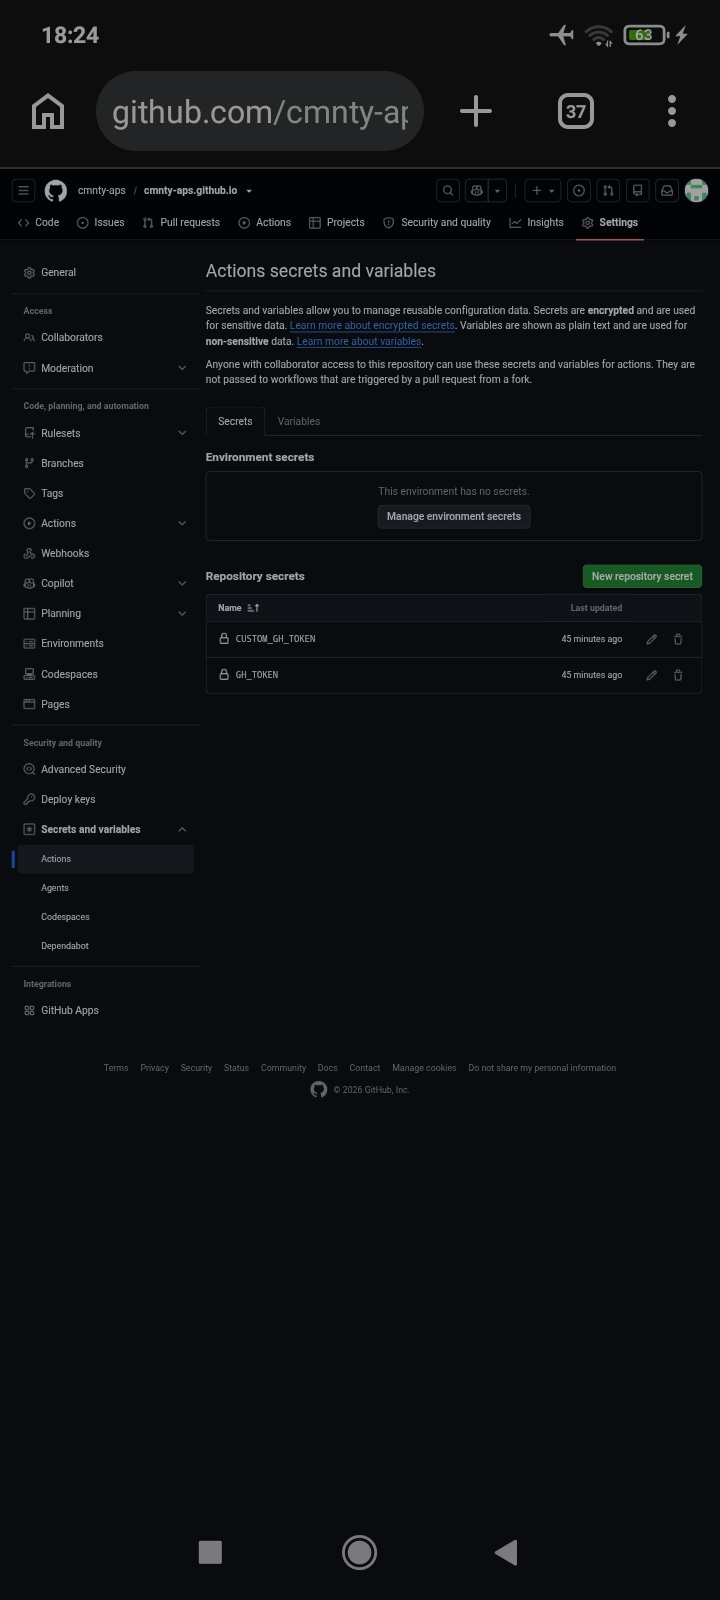 18:24
63
github.com/cmnty-ap
37
cmnty-aps / cmnty-aps.github.io
Code Issues Pull requests Actions Projects Security and quality Insights Settings
General
Access
Collaborators
Moderation
Code, planning, and automation
Rulesets
Branches
Tags
Actions
Webhooks
Copilot
Planning
Environments
Codespaces
Pages
Security and quality
Advanced Security
Deploy keys
Secrets and variables
Actions
Agents
Codespaces
Dependabot
Integrations
GitHub Apps
Actions secrets and variables
Secrets and variables allow you to manage reusable configuration data. Secrets are encrypted and are used
for sensitive data. Learn more about encrypted secrets. Variables are shown as plain text and are used for
non-sensitive data. Learn more about variables.
Anyone with collaborator access to this repository can use these secrets and variables for actions. They are
not passed to workflows that are triggered by a pull request from a fork.
Secrets Variables
Environment secrets
This environment has no secrets.
Manage environment secrets
Repository secrets New repository secret
Name Last updated
CUSTOM_GH_TOKEN 45 minutes ago
GH_TOKEN 45 minutes ago
Terms Privacy Security Status Community Docs Contact Manage cookies Do not share my personal information
© 2026 GitHub, Inc.